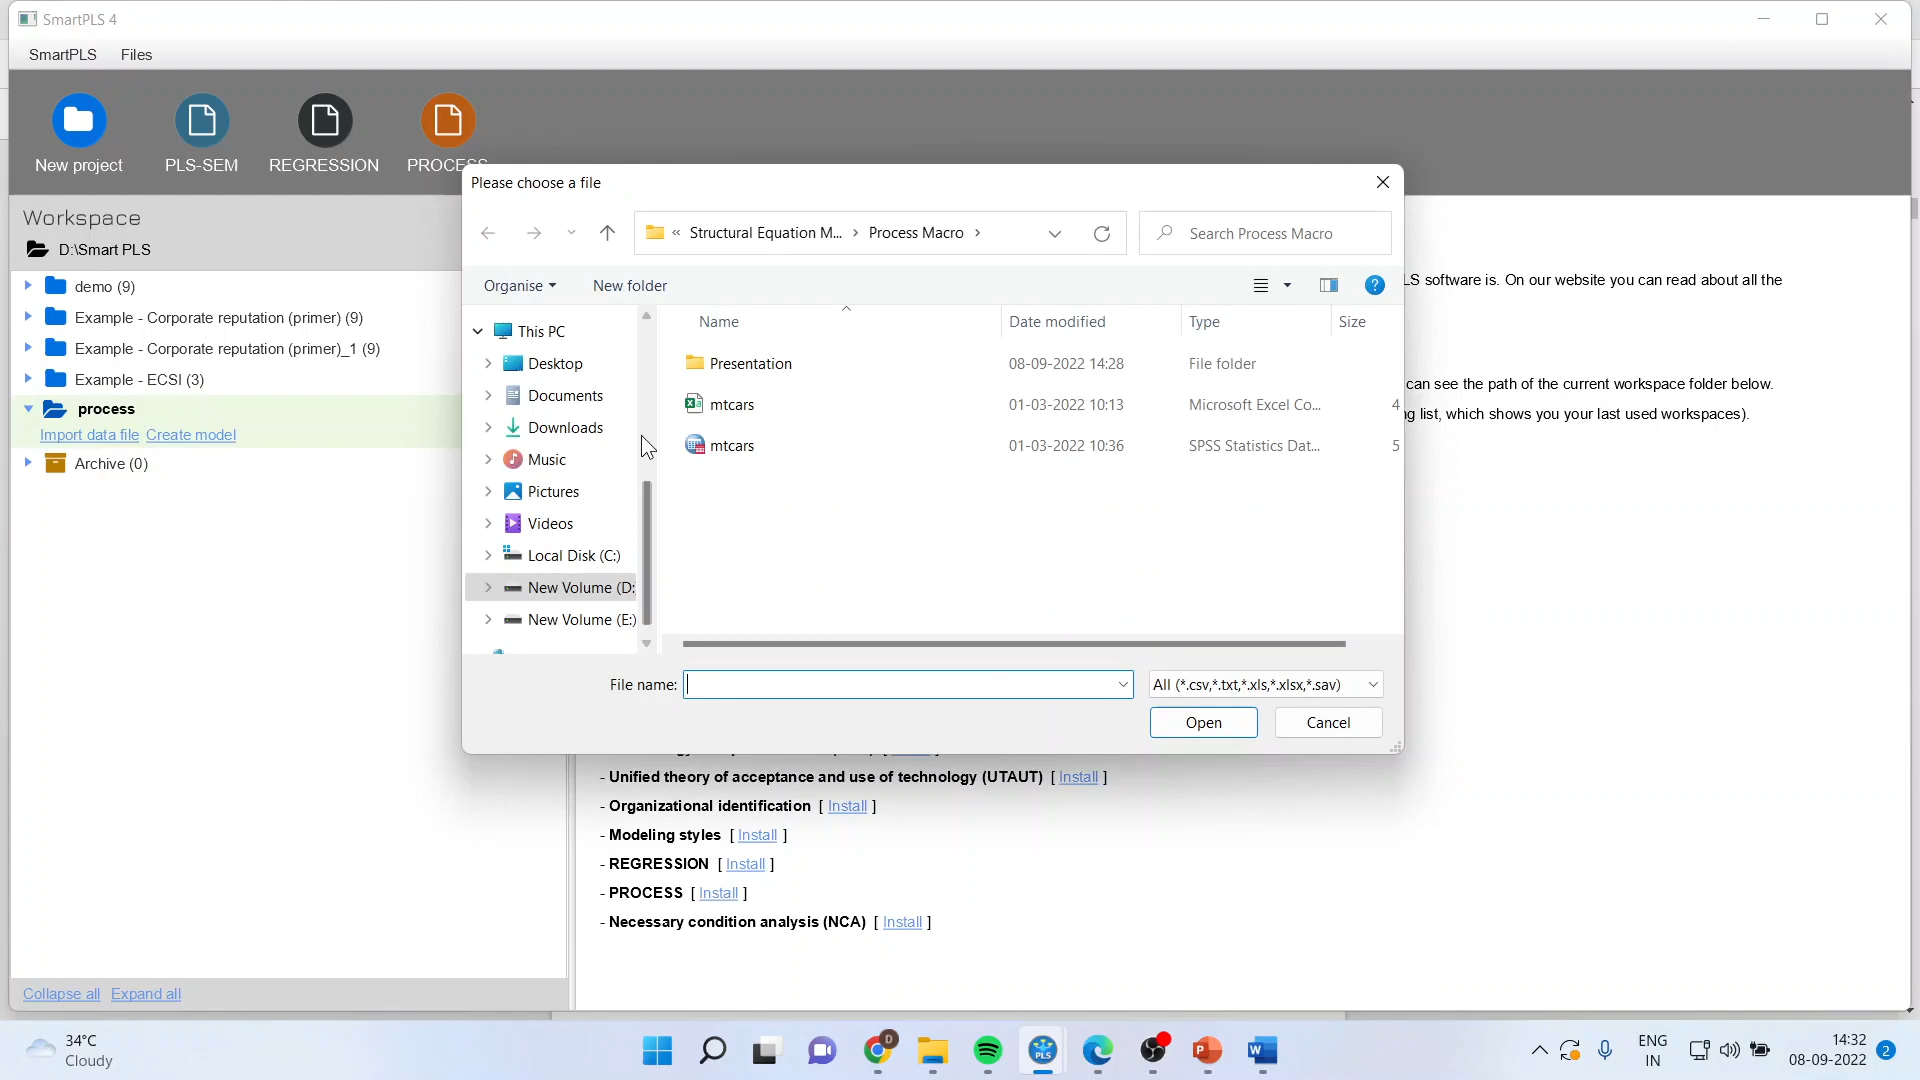 SmartPLS 4
SmartPLS Files
New project PLS-SEM REGRESSION PROCESS
Workspace
D:\Smart PLS
demo (9)
Example - Corporate reputation (primer) (9)
Example - Corporate reputation (primer)_1 (9)
Example - ECSI (3)
process
Import data file Create model
Archive (0)
Collapse all Expand all
Please choose a file
« Structural Equation M... › Process Macro ›
Search Process Macro
Organise New folder
This PC
Desktop
Documents
Downloads
Music
Pictures
Videos
Local Disk (C:)
New Volume (D:
New Volume (E:)
Name Date modified Type Size
Presentation 08-09-2022 14:28 File folder
mtcars 01-03-2022 10:13 Microsoft Excel Co... 4
mtcars 01-03-2022 10:36 SPSS Statistics Dat... 5
File name: All (*.csv,*.txt,*.xls,*.xlsx,*.sav)
Open Cancel
LS software is. On our website you can read about all the
can see the path of the current workspace folder below.
g list, which shows you your last used workspaces).
- Unified theory of acceptance and use of technology (UTAUT) [ Install ]
- Organizational identification [ Install ]
- Modeling styles [ Install ]
- REGRESSION [ Install ]
- PROCESS [ Install ]
- Necessary condition analysis (NCA) [ Install ]
34°C
Cloudy
D
PLS
ENG
IN
14:32
08-09-2022
2